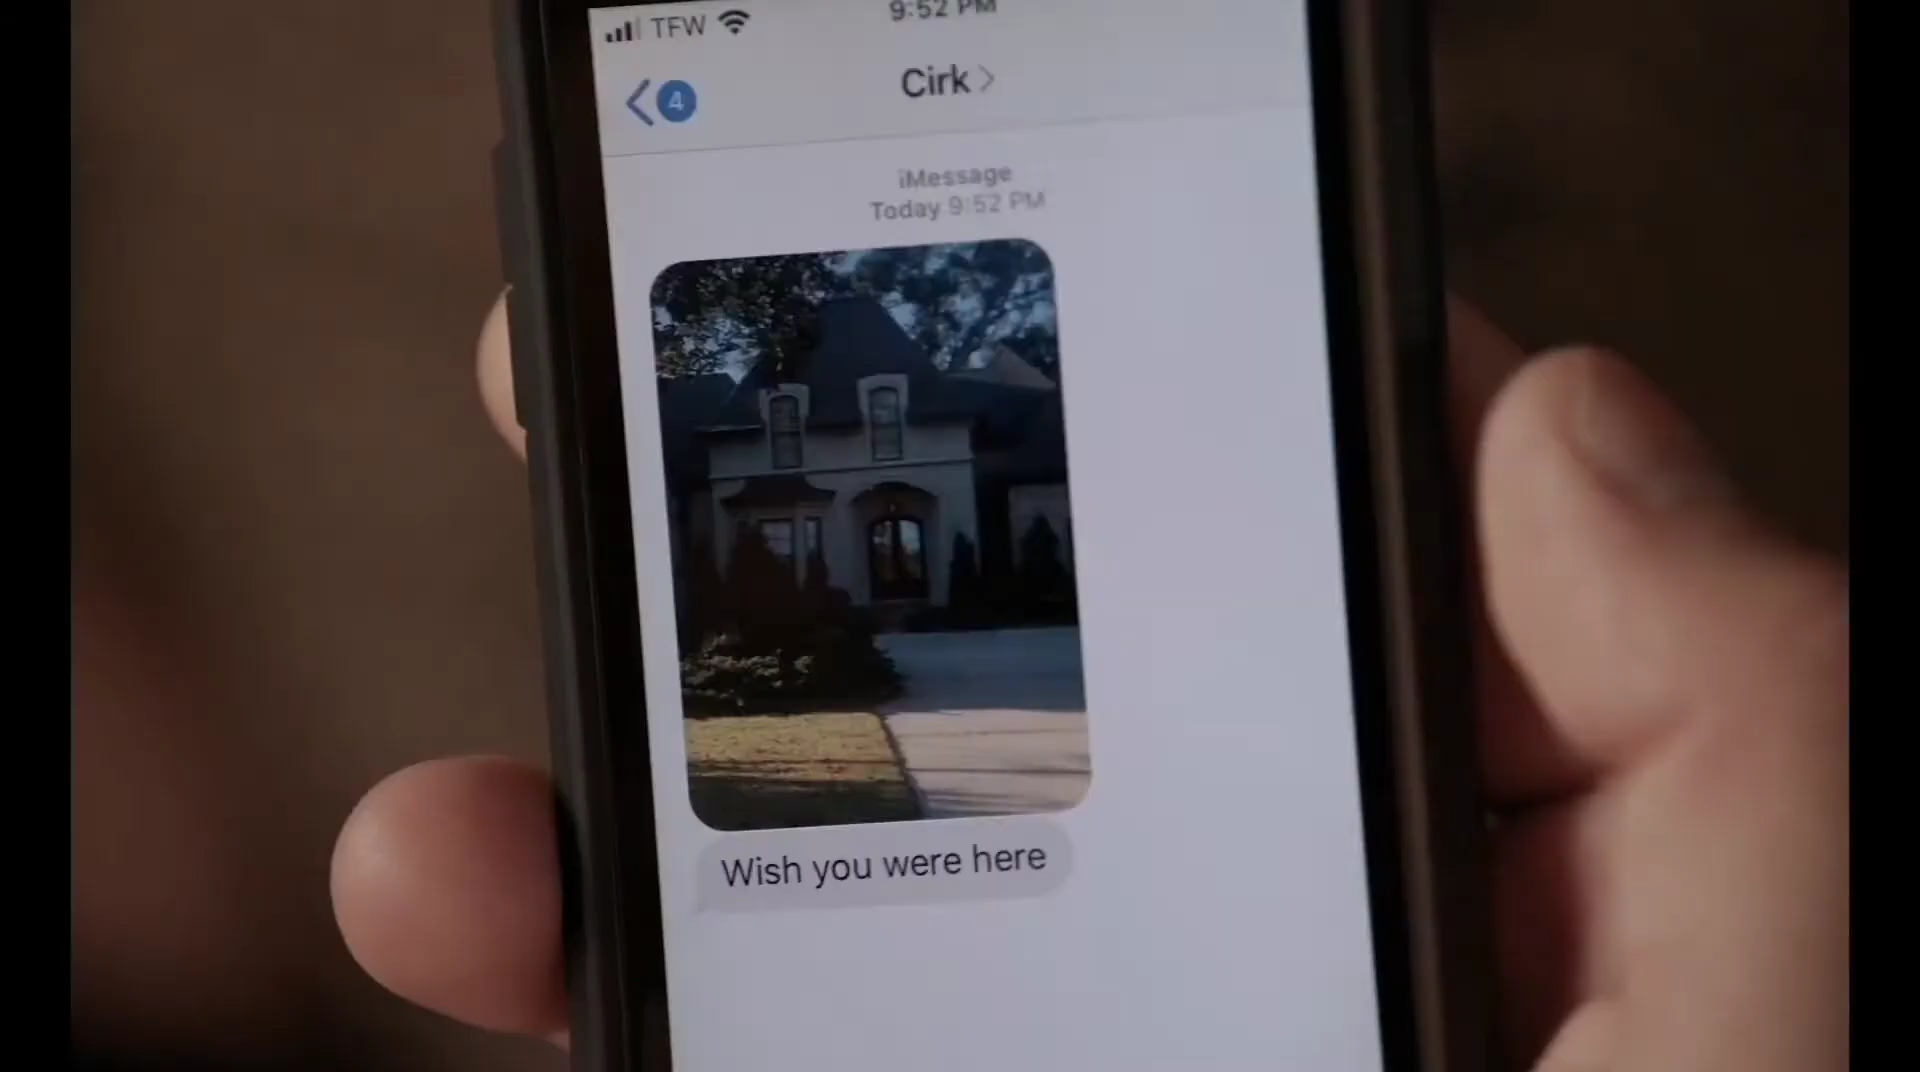 TFW 9:52 PM
4 Cirk
iMessage
Today 9:52 PM
Wish you were here